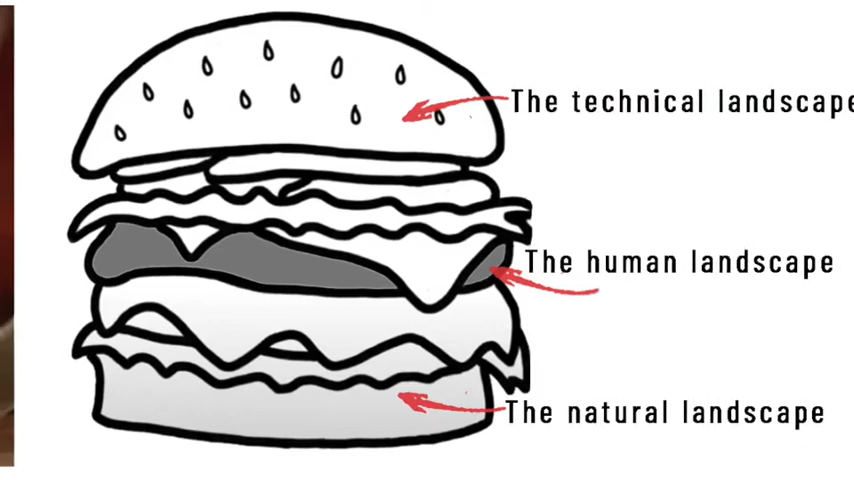 The technical landscape
The human landscape
The natural landscape